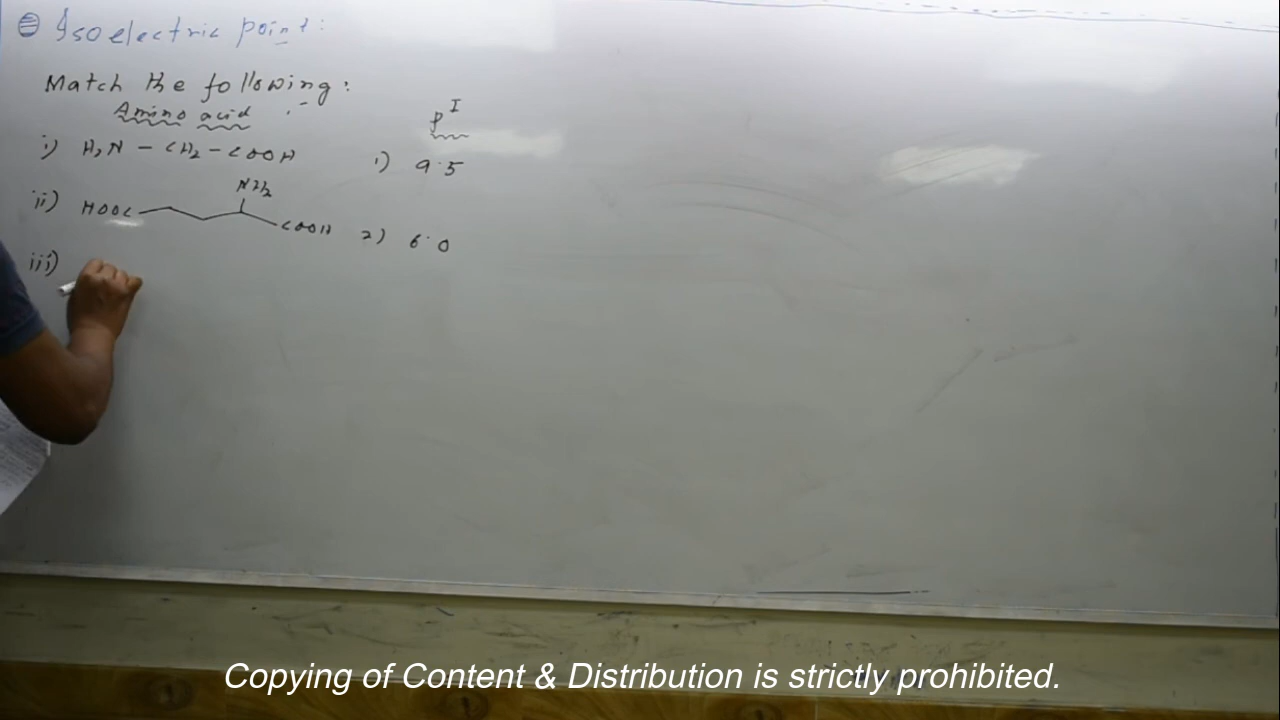 Isoelectric point:
Match the following:
Amino acid pI
i) H2N - CH2 - COOH 1) 9.5
NH2
ii) HOOC COOH 2) 6.0
iii)
Copying of Content & Distribution is strictly prohibited.